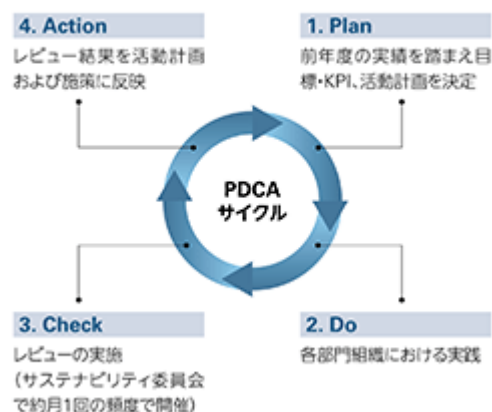 4. Action
レビュー結果を活動計画
および施策に反映
1. Plan
前年度の実績を踏まえ目
標・KPI、活動計画を決定
PDCA
サイクル
3. Check
レビューの実施
(サステナビリティ委員会
で約月1回の頻度で開催)
2. Do
各部門組織における実践